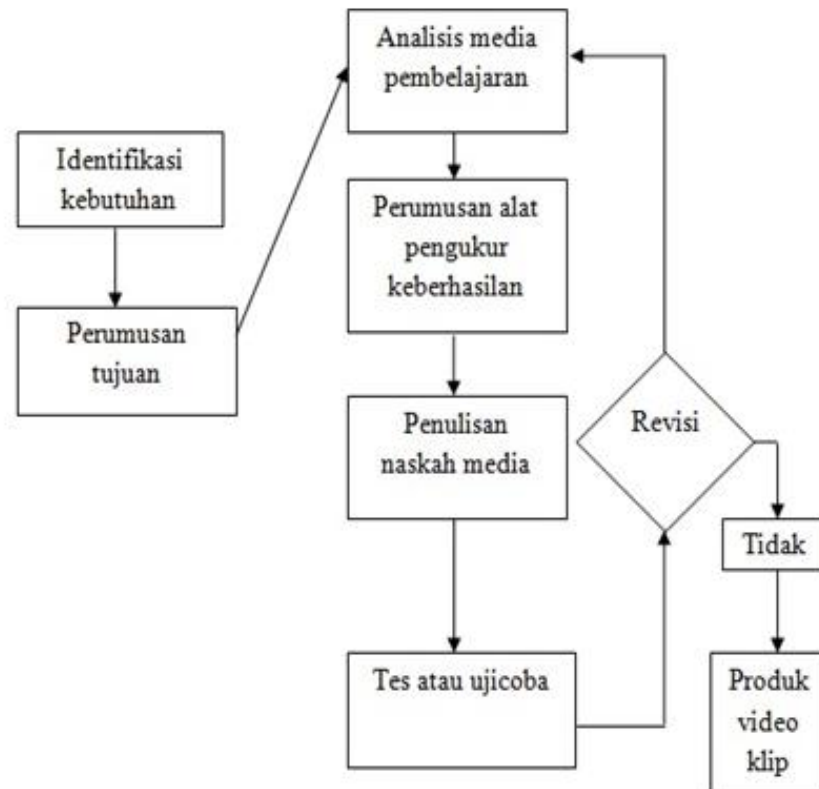 Identifikasi
kebutuhan
Perumusan
tujuan
Analisis media
pembelajaran
Perumusan alat
pengukur
keberhasilan
Penulisan
naskah media
Tes atau ujicoba
Revisi
Tidak
Produk
video
klip